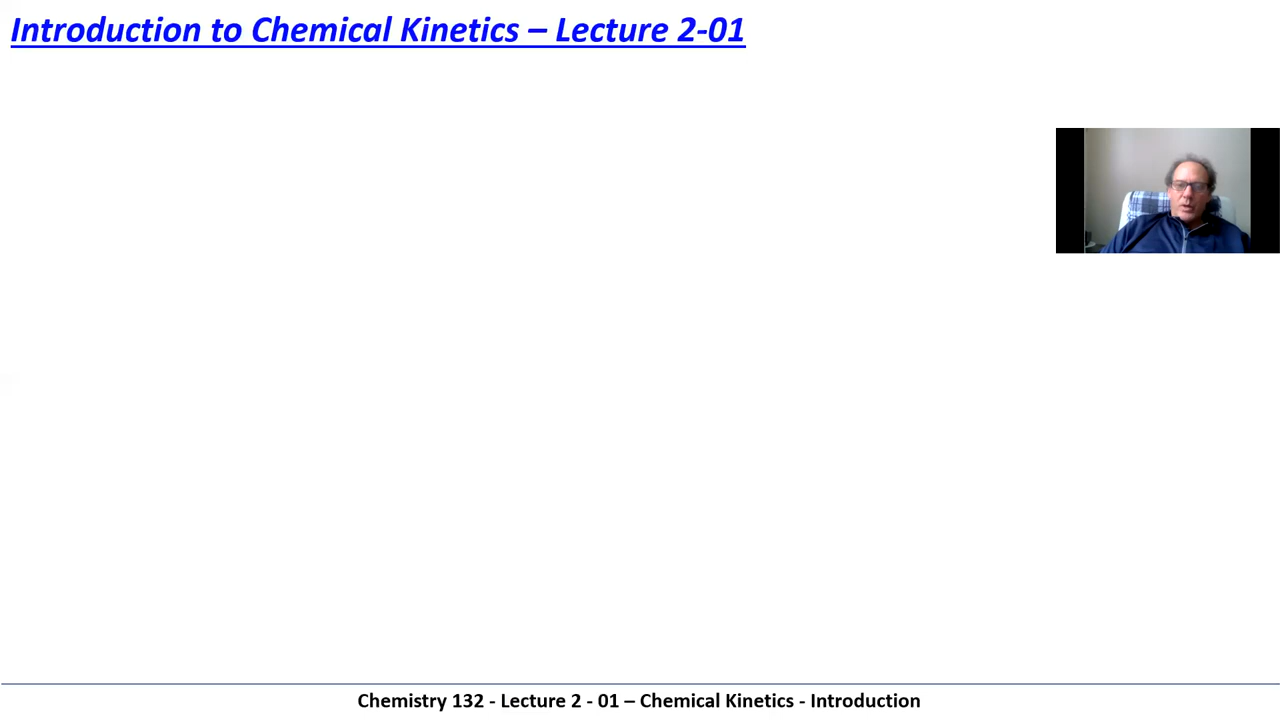 Introduction to Chemical Kinetics – Lecture 2-01
Chemistry 132 - Lecture 2 - 01 – Chemical Kinetics - Introduction